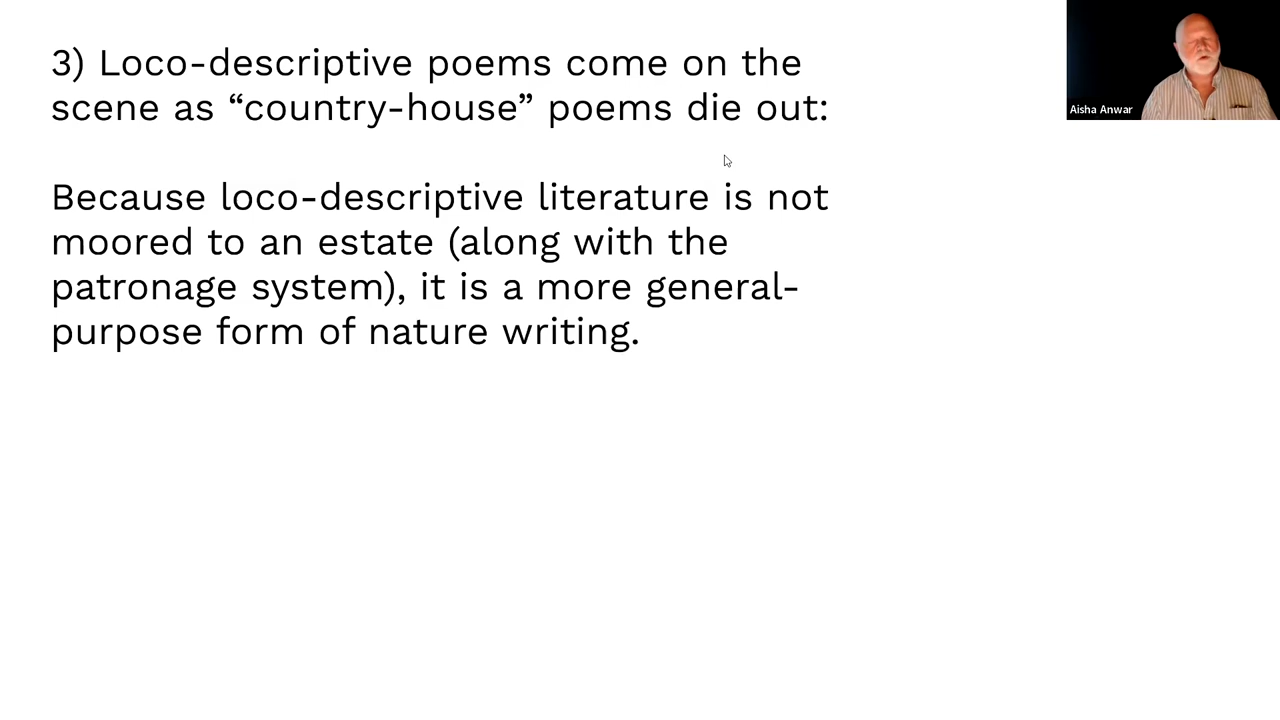 3) Loco-descriptive poems come on the
scene as “country-house” poems die out:
Because loco-descriptive literature is not
moored to an estate (along with the
patronage system), it is a more general-
purpose form of nature writing.
Aisha Anwar